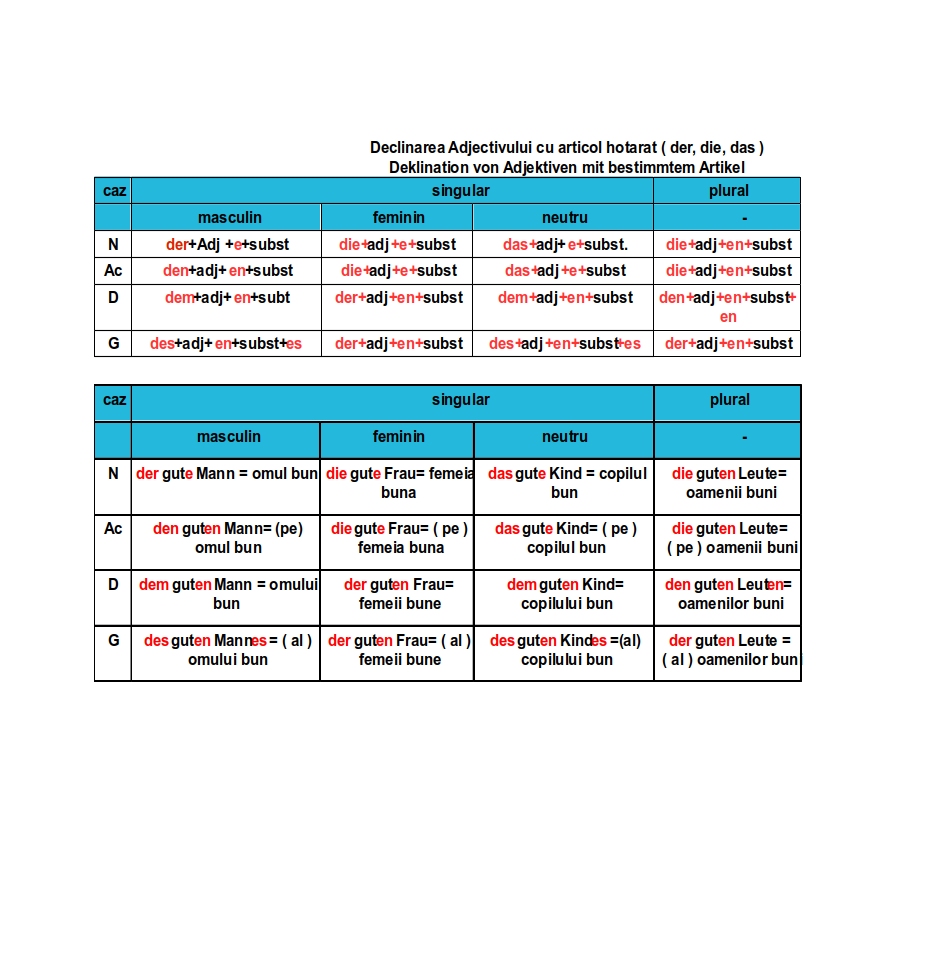 Declinarea Adjectivului cu articol hotarat ( der, die, das )
Deklination von Adjektiven mit bestimmtem Artikel
caz singular plural
masculin feminin neutru -
N der+Adj +e+subst die+adj+e+subst das+adj+ e+subst. die+adj+en+subst
Ac den+adj+ en+subst die+adj+e+subst das+adj+e+subst die+adj+en+subst
D dem+adj+ en+subt der+adj+en+subst dem+adj+en+subst den+adj+en+subst+
en
G des+adj+ en+subst+es der+adj+en+subst des+adj+en+subst+es der+adj+en+subst
caz singular plural
masculin feminin neutru -
N der gute Mann = omul bun die gute Frau= femeia das gute Kind = copilul die guten Leute=
buna bun oamenii buni
Ac den guten Mann= (pe) die gute Frau= ( pe ) das gute Kind= ( pe ) die guten Leute=
omul bun femeia buna copilul bun ( pe ) oamenii buni
D dem guten Mann = omului der guten Frau= dem guten Kind= den guten Leuten=
bun femeii bune copilului bun oamenilor buni
G des guten Mannes = ( al ) der guten Frau= ( al ) des guten Kindes =(al) der guten Leute =
omului bun femeii bune copilului bun ( al ) oamenilor buni